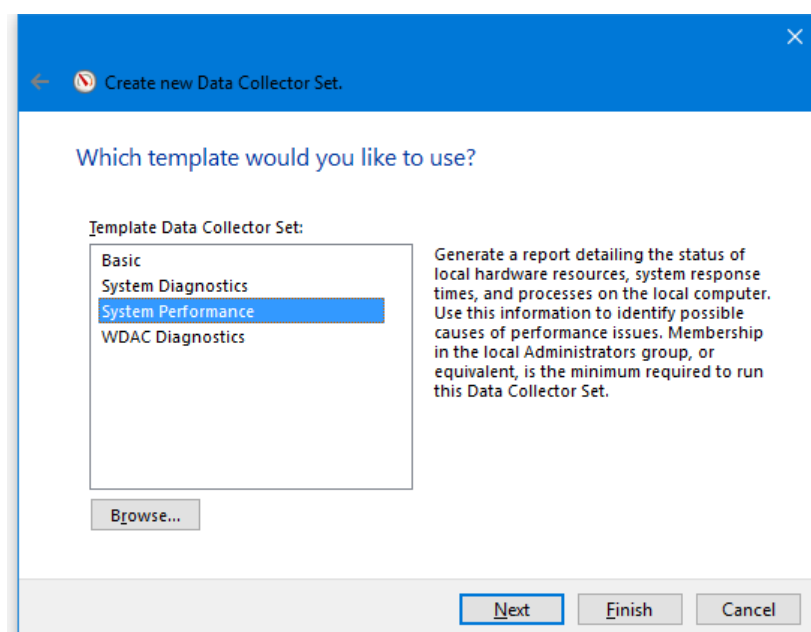 Create new Data Collector Set.
Which template would you like to use?
Template Data Collector Set:
Basic
System Diagnostics
System Performance
WDAC Diagnostics
Generate a report detailing the status of
local hardware resources, system response
times, and processes on the local computer.
Use this information to identify possible
causes of performance issues. Membership
in the local Administrators group, or
equivalent, is the minimum required to run
this Data Collector Set.
Browse...
Next Finish Cancel